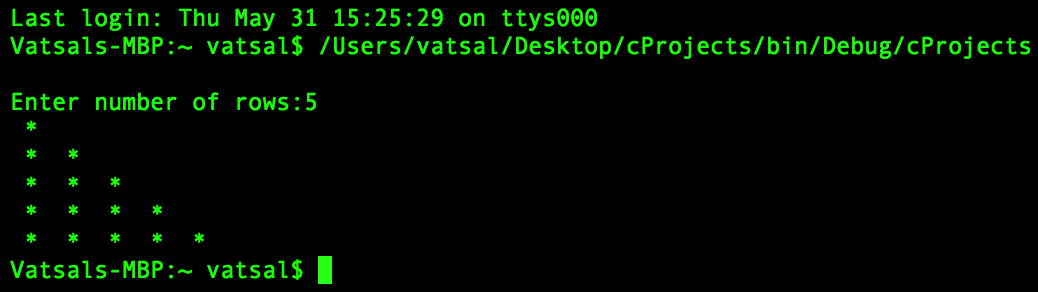 Last login: Thu May 31 15:25:29 on ttys000
Vatsals-MBP:~ vatsal$ /Users/vatsal/Desktop/cProjects/bin/Debug/cProjects

Enter number of rows:5
 *
 *  *
 *  *  *
 *  *  *  *
 *  *  *  *  *
Vatsals-MBP:~ vatsal$